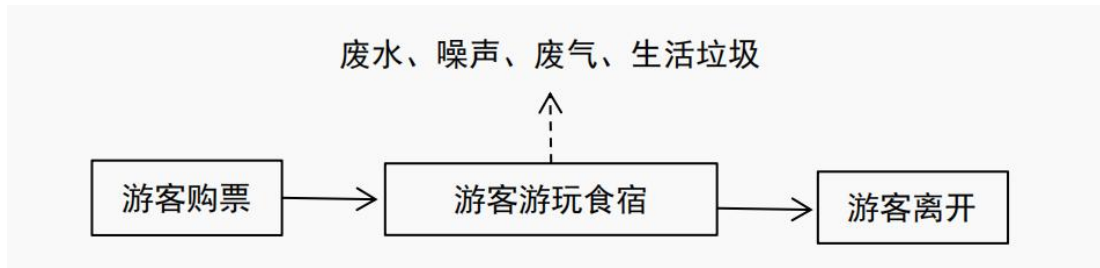 废水、噪声、废气、生活垃圾
游客购票
游客游玩食宿
游客离开